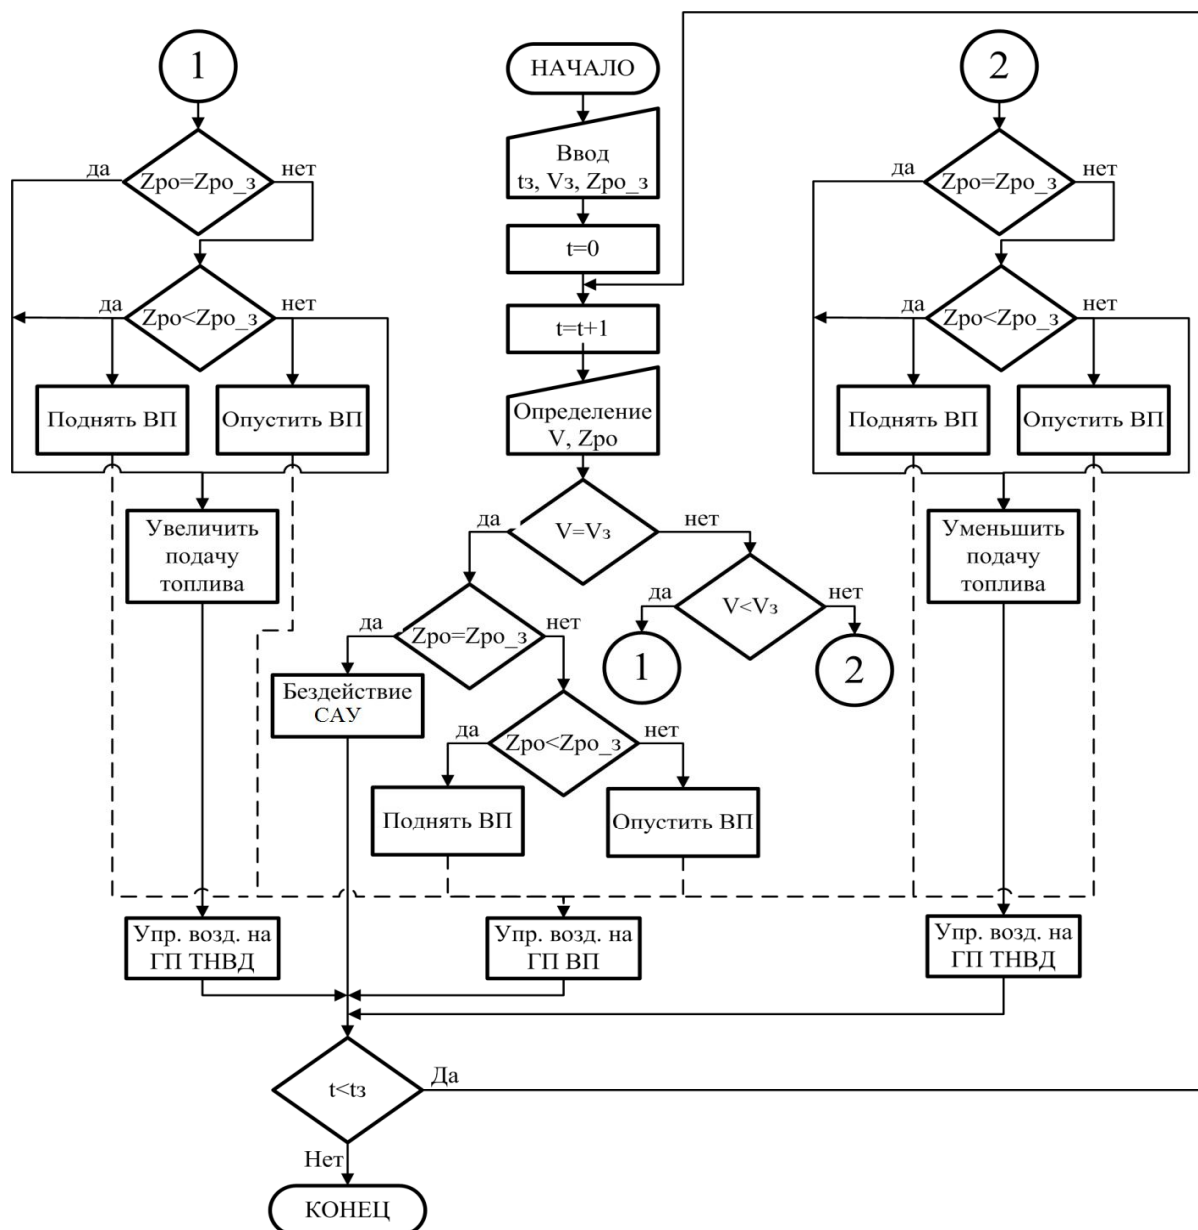 1
да
Zpo=Zpo_з
нет
да
Zpo<Zpo_з
нет
Поднять ВП
Опустить ВП
Увеличить
подачу
топлива
Упр. возд. на
ГП ТНВД
НАЧАЛО
Ввод
tз, Vз, Zpo_з
t=0
t=t+1
Определение
V, Zpo
да
V=Vз
нет
да
V<Vз
нет
1
2
да
Zpo=Zpo_з
нет
Бездействие
САУ
да
Zpo<Zpo_з
нет
Поднять ВП
Опустить ВП
Упр. возд. на
ГП ВП
2
да
Zpo=Zpo_з
нет
да
Zpo<Zpo_з
нет
Поднять ВП
Опустить ВП
Уменьшить
подачу
топлива
Упр. возд. на
ГП ТНВД
t<tз
Да
Нет
КОНЕЦ